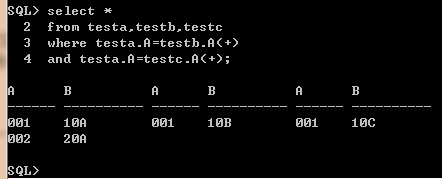 SQL> select *
2 from testa,testb,testc
3 where testa.A=testb.A(+)
4 and testa.A=testc.A(+);
A B A B A B
------ ---------- ------ ---------- ------ ----------
001 10A 001 10B 001 10C
002 20A
SQL>